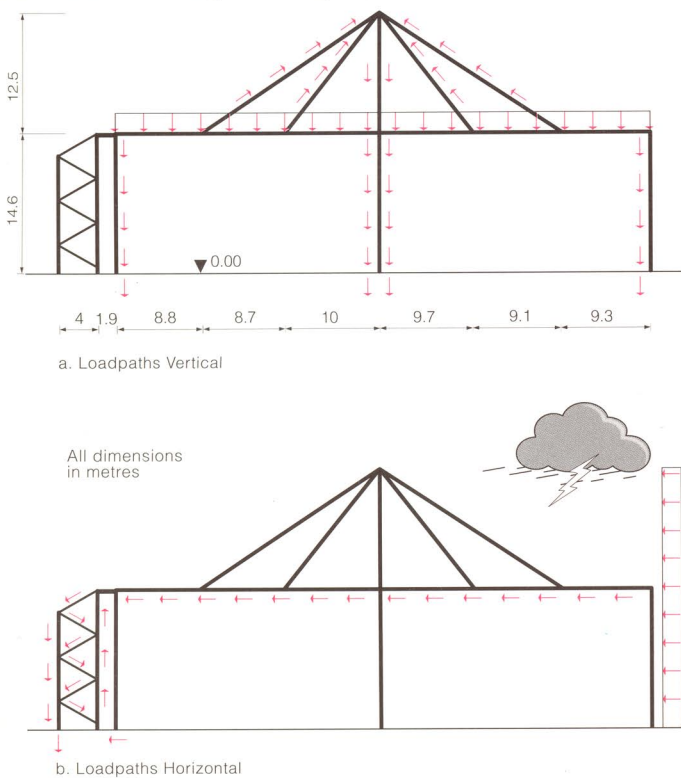 12.5
14.6
0.00
4 1.9 8.8 8.7 10 9.7 9.1 9.3
a. Loadpaths Vertical
All dimensions
in metres
b. Loadpaths Horizontal